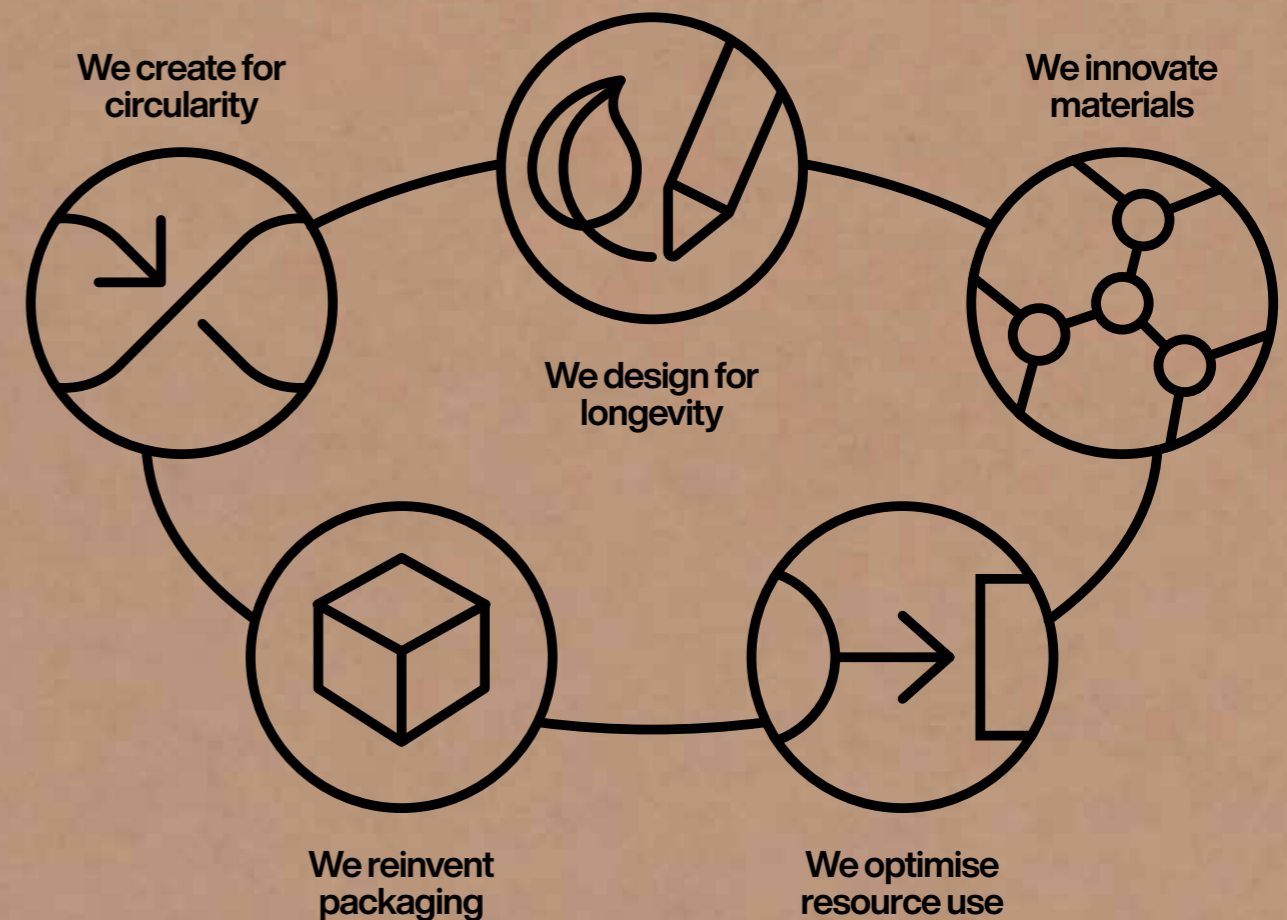 We create for
circularity
We innovate
materials
We design for
longevity
We reinvent
packaging
We optimise
resource use